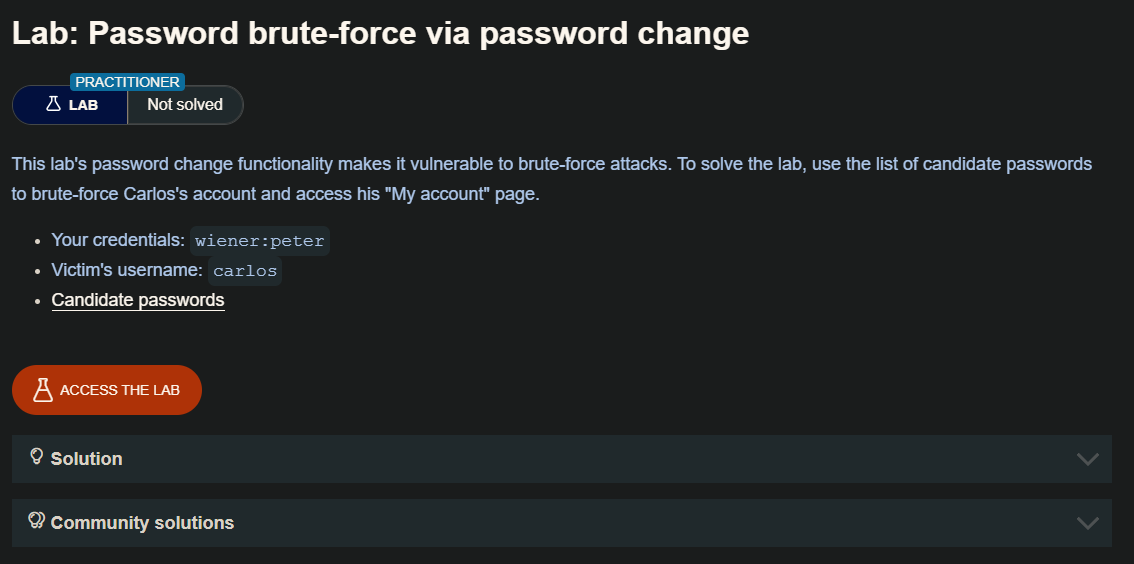 Lab: Password brute-force via password change
PRACTITIONER
LAB Not solved
This lab's password change functionality makes it vulnerable to brute-force attacks. To solve the lab, use the list of candidate passwords
to brute-force Carlos's account and access his "My account" page.
• Your credentials: wiener:peter
• Victim's username: carlos
• Candidate passwords
ACCESS THE LAB
Solution
Community solutions